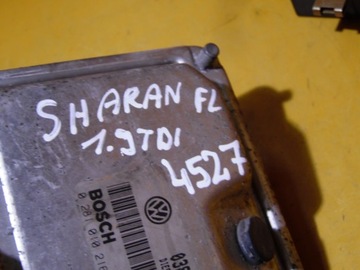 SHARAN FL
1.9TDI
4527
BOSCH